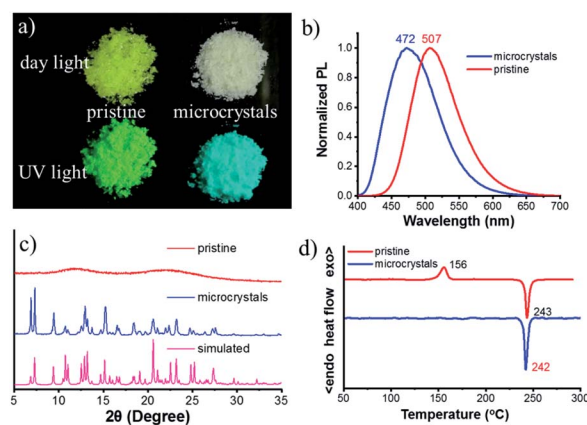 a)
day light
pristine microcrystals
UV light
b)
472 507
microcrystals
pristine
Normalized PL
1.0
0.8
0.6
0.4
0.2
0.0
400 450 500 550 600 650 700
Wavelength (nm)
c)
pristine
microcrystals
simulated
5 10 15 20 25 30 35
2θ (Degree)
d)
pristine
microcrystals
156
243
242
<endo heat flow exo>
50 100 150 200 250 300
Temperature (°C)